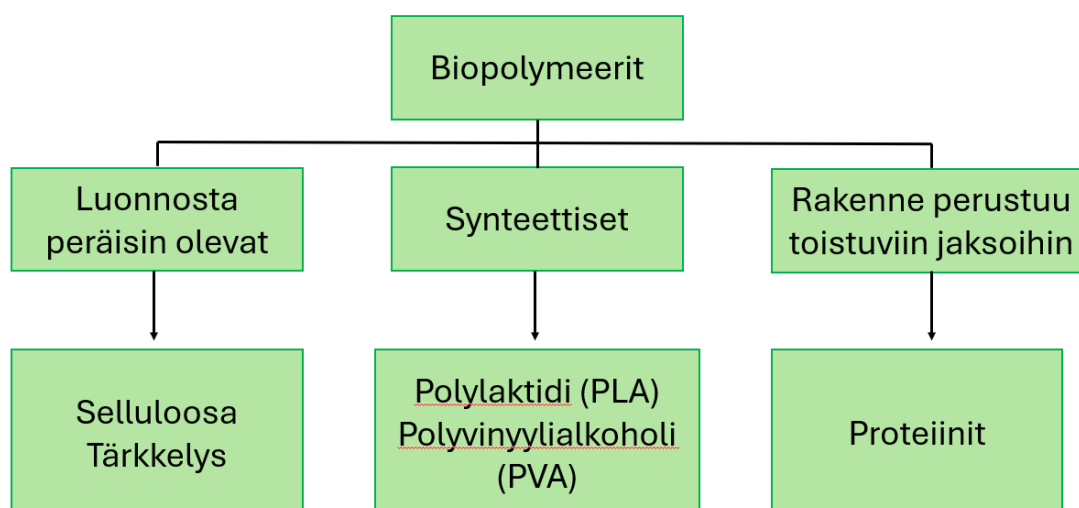 Biopolymeerit
Luonnosta
peräisin olevat
Synteettiset
Rakenne perustuu
toistuviin jaksoihin
Selluloosa
Tärkkelys
Polylaktidi (PLA)
Polyvinyylialkoholi
(PVA)
Proteiinit